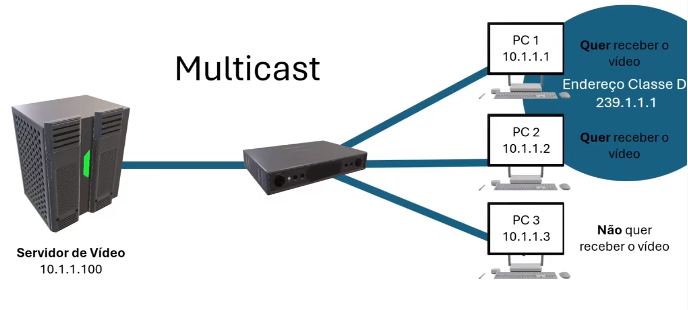 Multicast
Servidor de Vídeo
10.1.1.100
PC 1
10.1.1.1
Quer receber o
vídeo
Endereço Classe D
239.1.1.1
PC 2
10.1.1.2
Quer receber o
vídeo
PC 3
10.1.1.3
Não quer
receber o vídeo